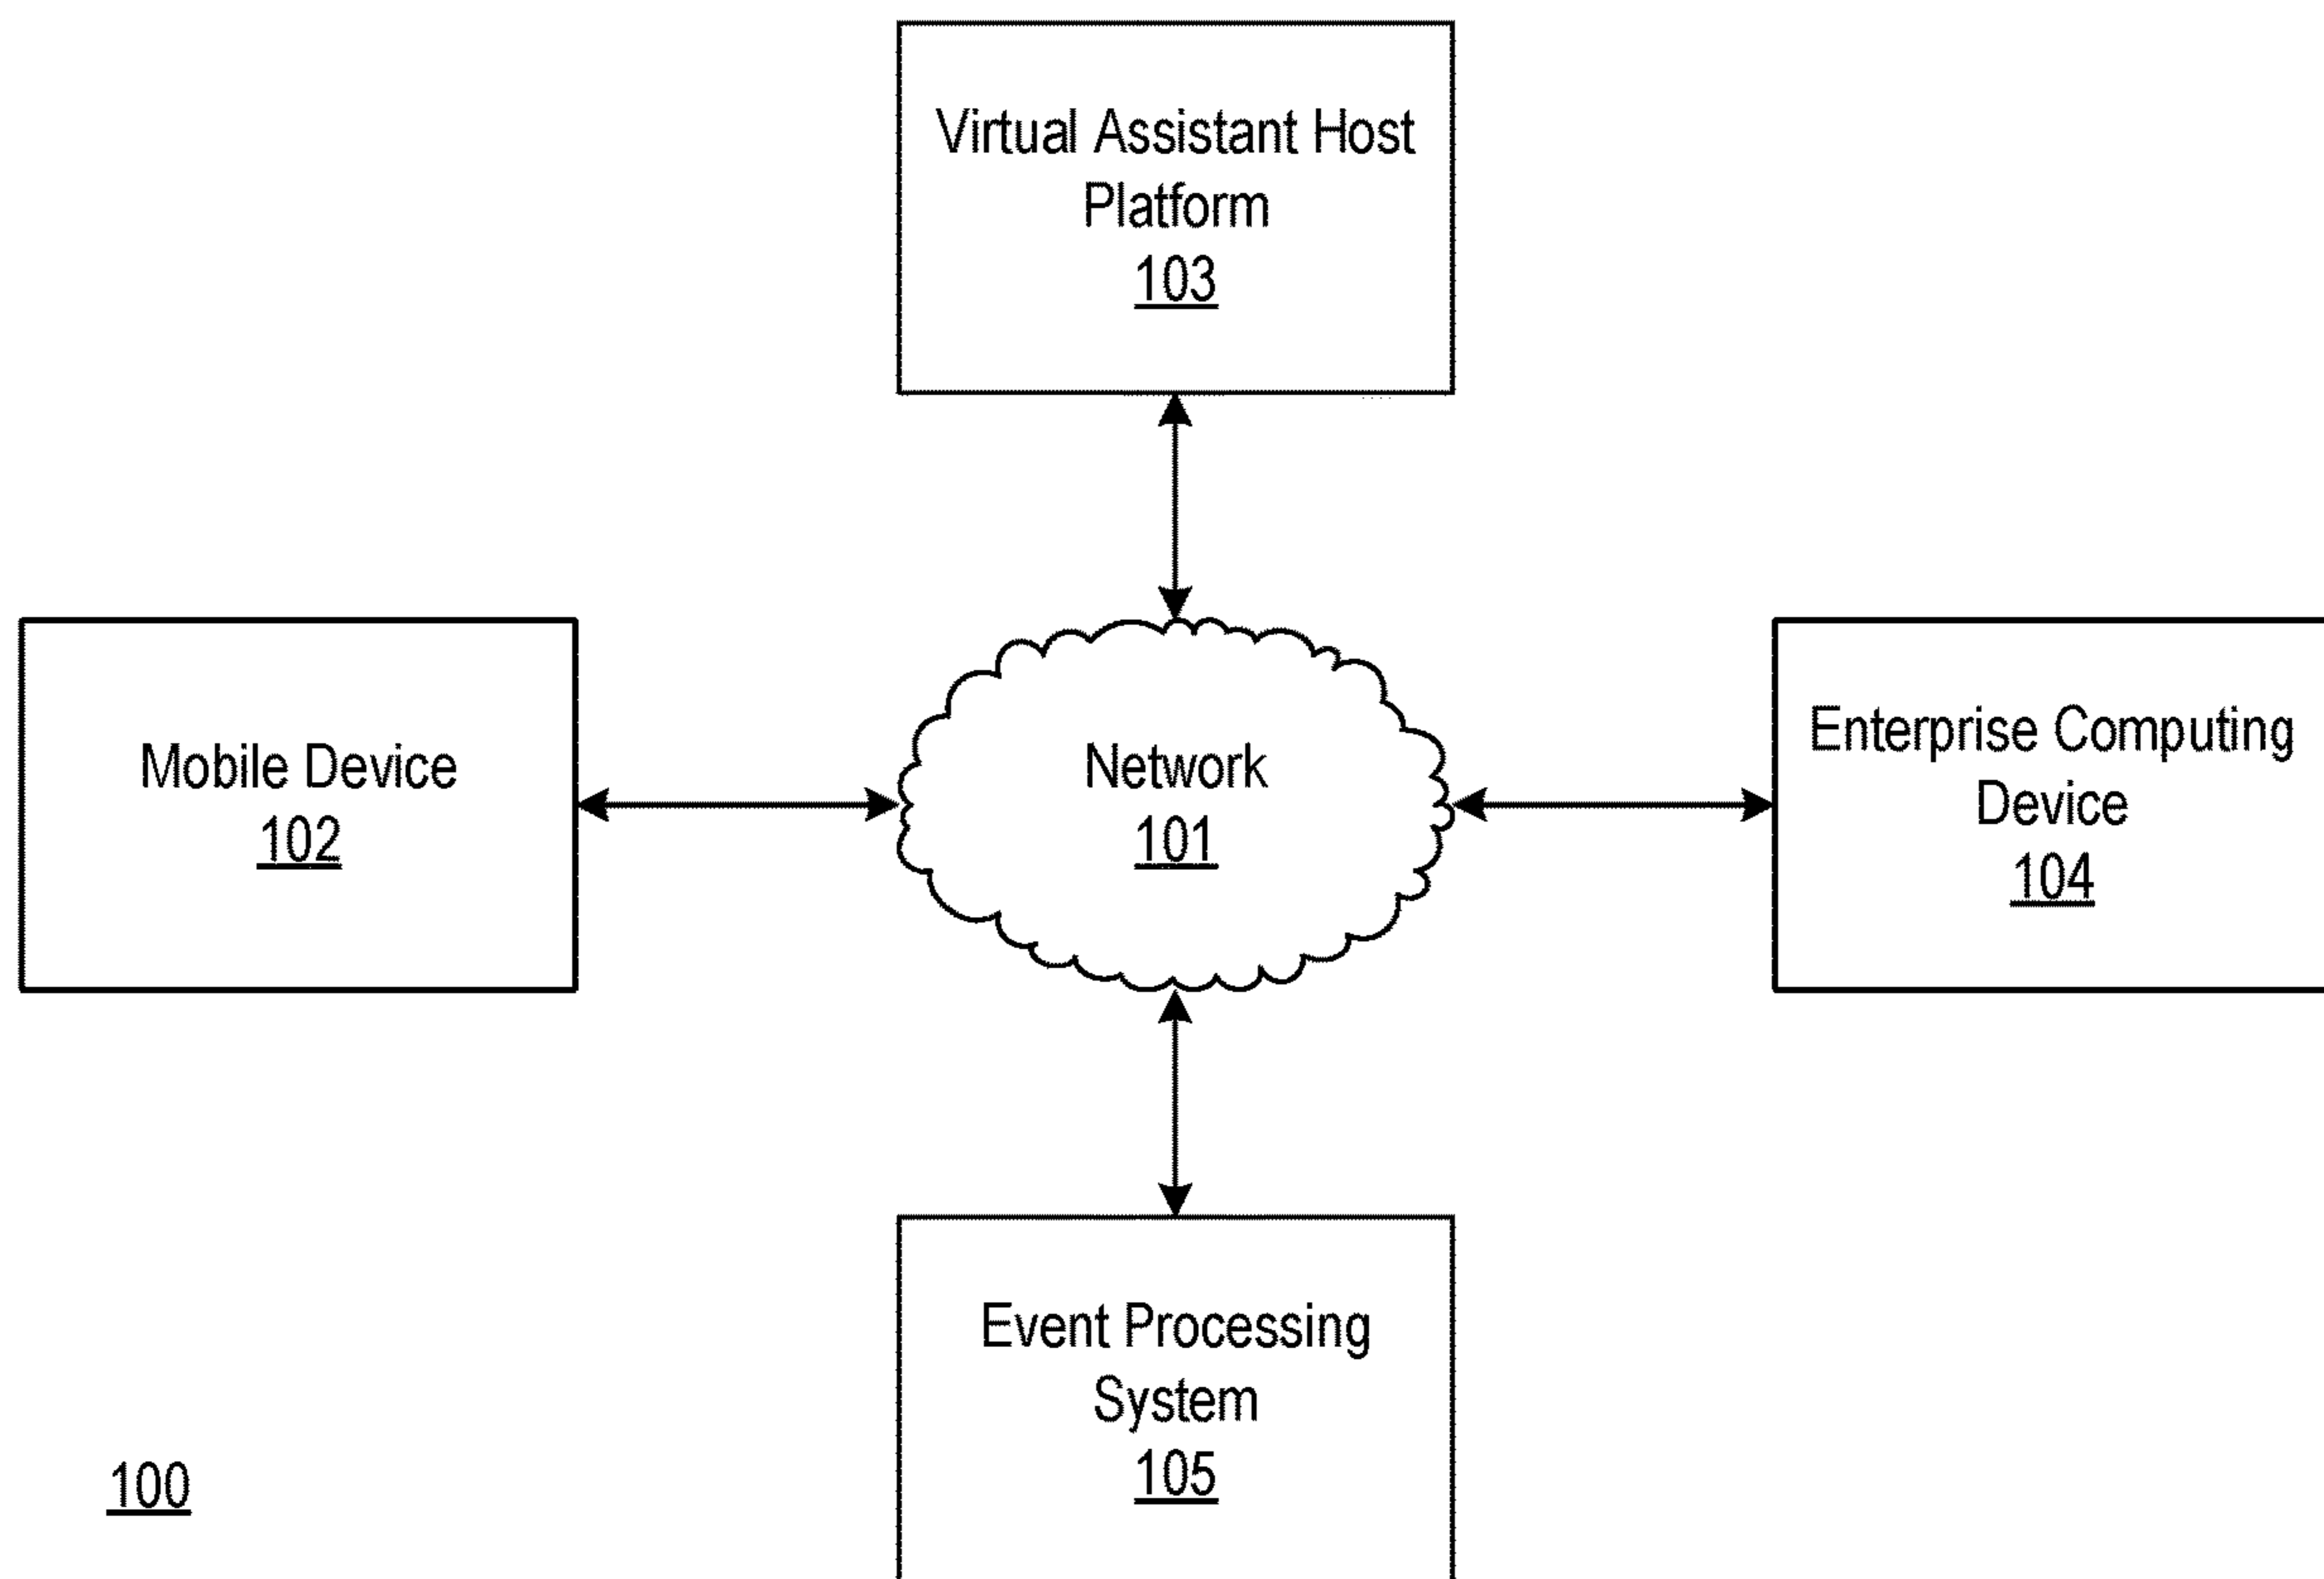 Virtual Assistant Host
Platform
103
Mobile Device
102
Network
101
Enterprise Computing
Device
104
Event Processing
System
105
100